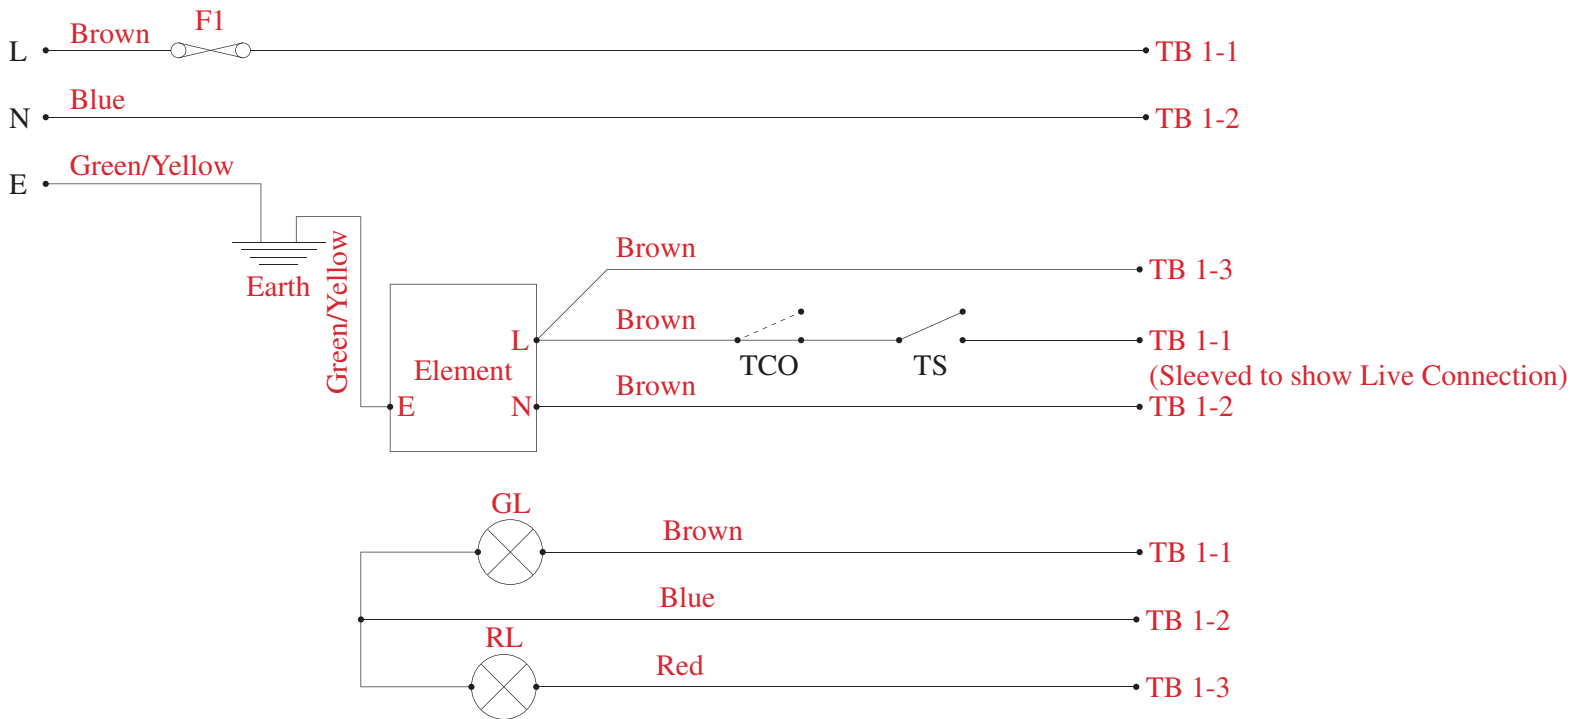 F1
L Brown TB 1-1
N Blue TB 1-2
E Green/Yellow
Earth
Green/Yellow
Brown TB 1-3
L Brown TCO TS TB 1-1
(Sleeved to show Live Connection)
Element
E N Brown TB 1-2
GL
Brown TB 1-1
Blue TB 1-2
RL
Red TB 1-3